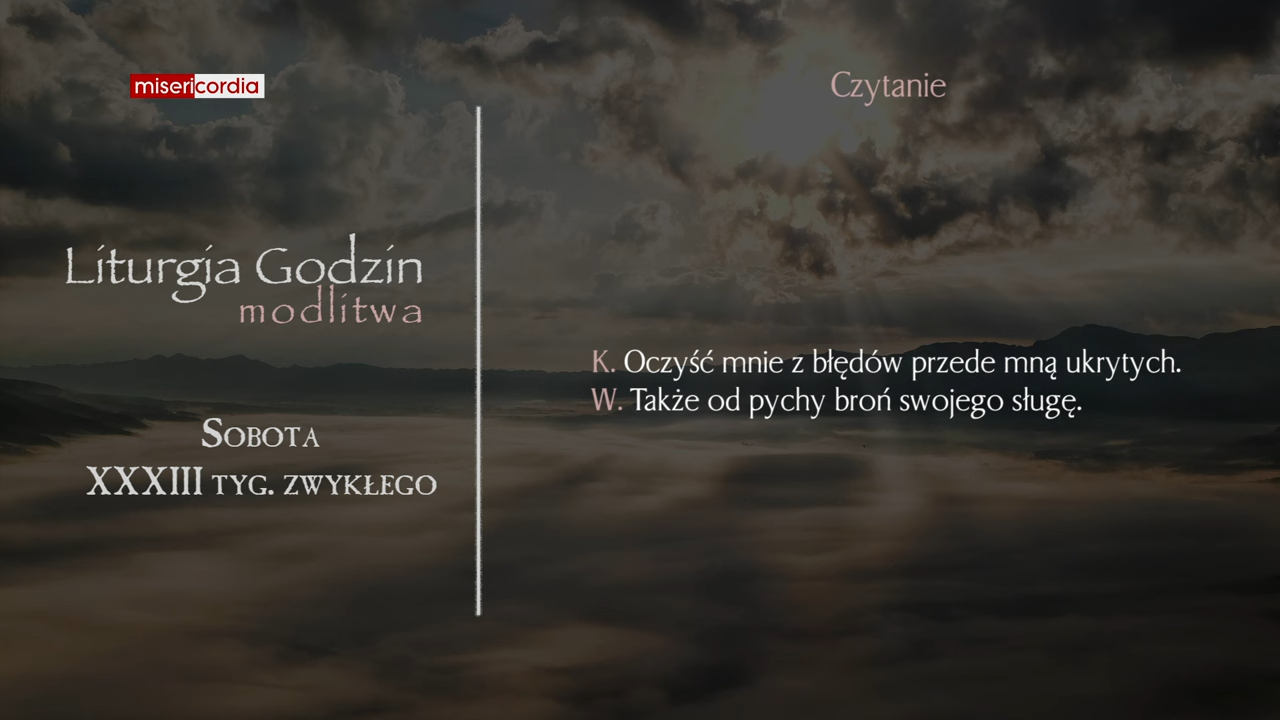 misericordia
Czytanie
Liturgia Godzin
modlitwa
Sobota
XXXIII tyg. zwykłego
K. Oczyść mnie z błędów przede mną ukrytych.
W. Także od pychy broń swojego sługę.